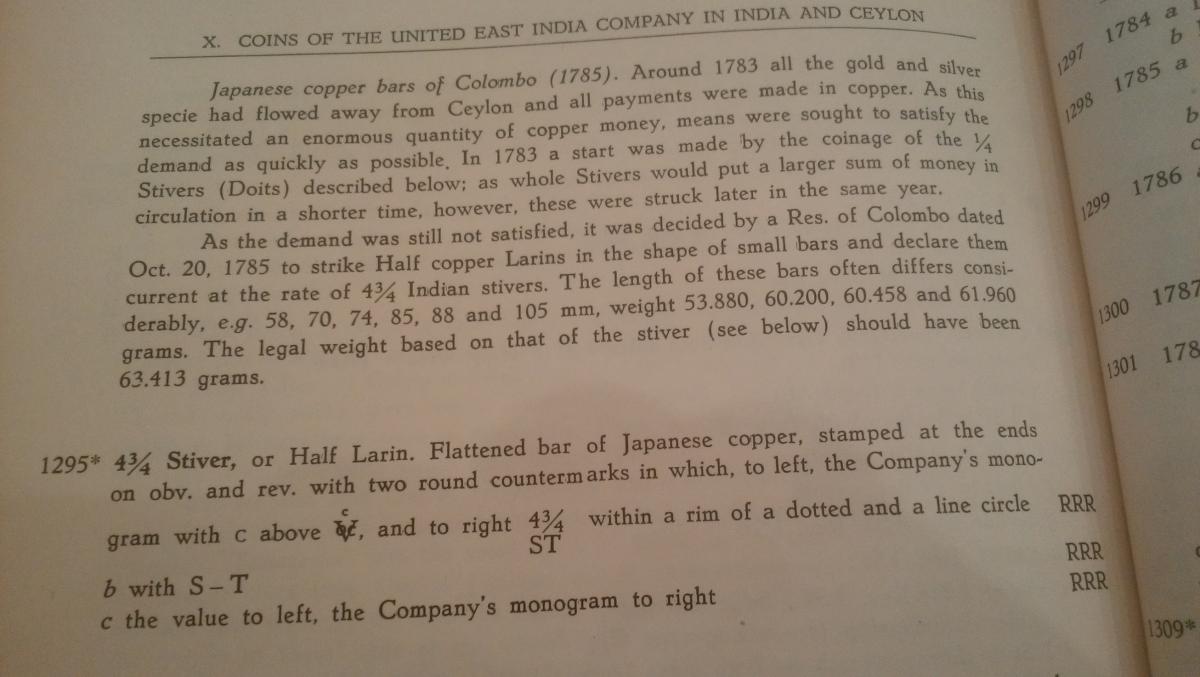 X. COINS OF THE UNITED EAST INDIA COMPANY IN INDIA AND CEYLON
Japanese copper bars of Colombo (1785). Around 1783 all the gold and silver
specie had flowed away from Ceylon and all payments were made in copper. As this
necessitated an enormous quantity of copper money, means were sought to satisfy the
demand as quickly as possible. In 1783 a start was made by the coinage of the ¼
Stivers (Doits) described below; as whole Stivers would put a larger sum of money in
circulation in a shorter time, however, these were struck later in the same year.
As the demand was still not satisfied, it was decided by a Res. of Colombo dated
Oct. 20, 1785 to strike Half copper Larins in the shape of small bars and declare them
current at the rate of 4¾ Indian stivers. The length of these bars often differs consi-
derably, e.g. 58, 70, 74, 85, 88 and 105 mm, weight 53.880, 60.200, 60.458 and 61.960
grams. The legal weight based on that of the stiver (see below) should have been
63.413 grams.
1295* 4¾ Stiver, or Half Larin. Flattened bar of Japanese copper, stamped at the ends
on obv. and rev. with two round countermarks in which, to left, the Company's mono-
gram with C above , and to right 4¾ within a rim of a dotted and a line circle RRR
ST
b with S – T RRR
c the value to left, the Company's monogram to right RRR
1297 1784 a
b
1298 1785 a
b
c
1299 1786
1300 1787
1301 178
1309*